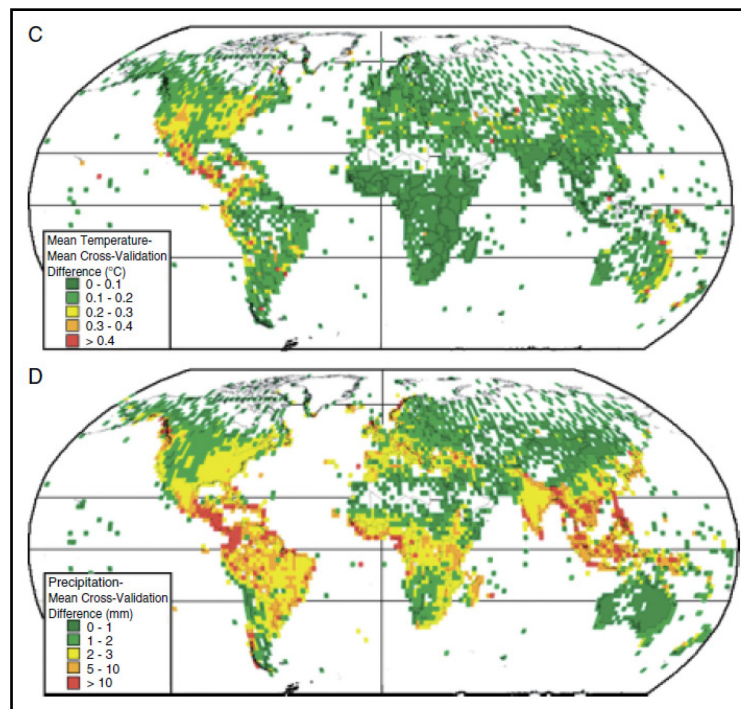 C
Mean Temperature-
Mean Cross-Validation
Difference (°C)
0 - 0.1
0.1 - 0.2
0.2 - 0.3
0.3 - 0.4
> 0.4
D
Precipitation-
Mean Cross-Validation
Difference (mm)
0 - 1
1 - 2
2 - 3
5 - 10
> 10